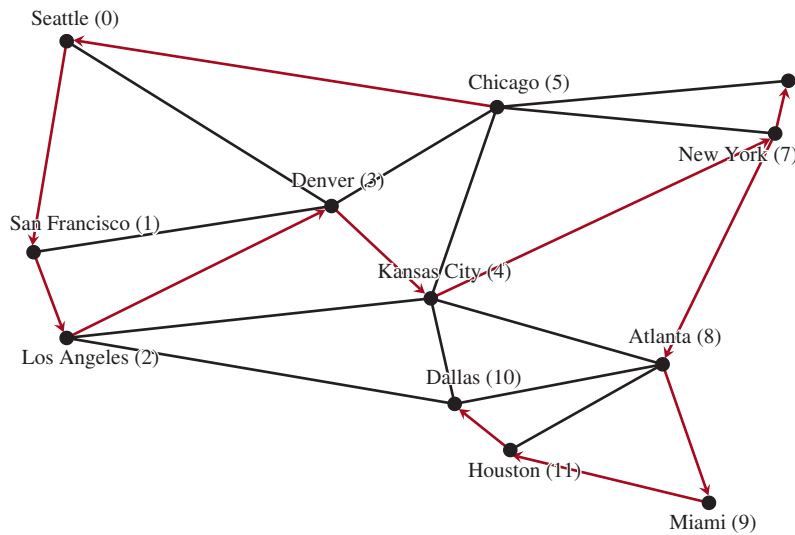 Seattle (0)
Chicago (5)
New York (7)
Denver (3)
San Francisco (1)
Kansas City (4)
Atlanta (8)
Los Angeles (2)
Dallas (10)
Houston (11)
Miami (9)